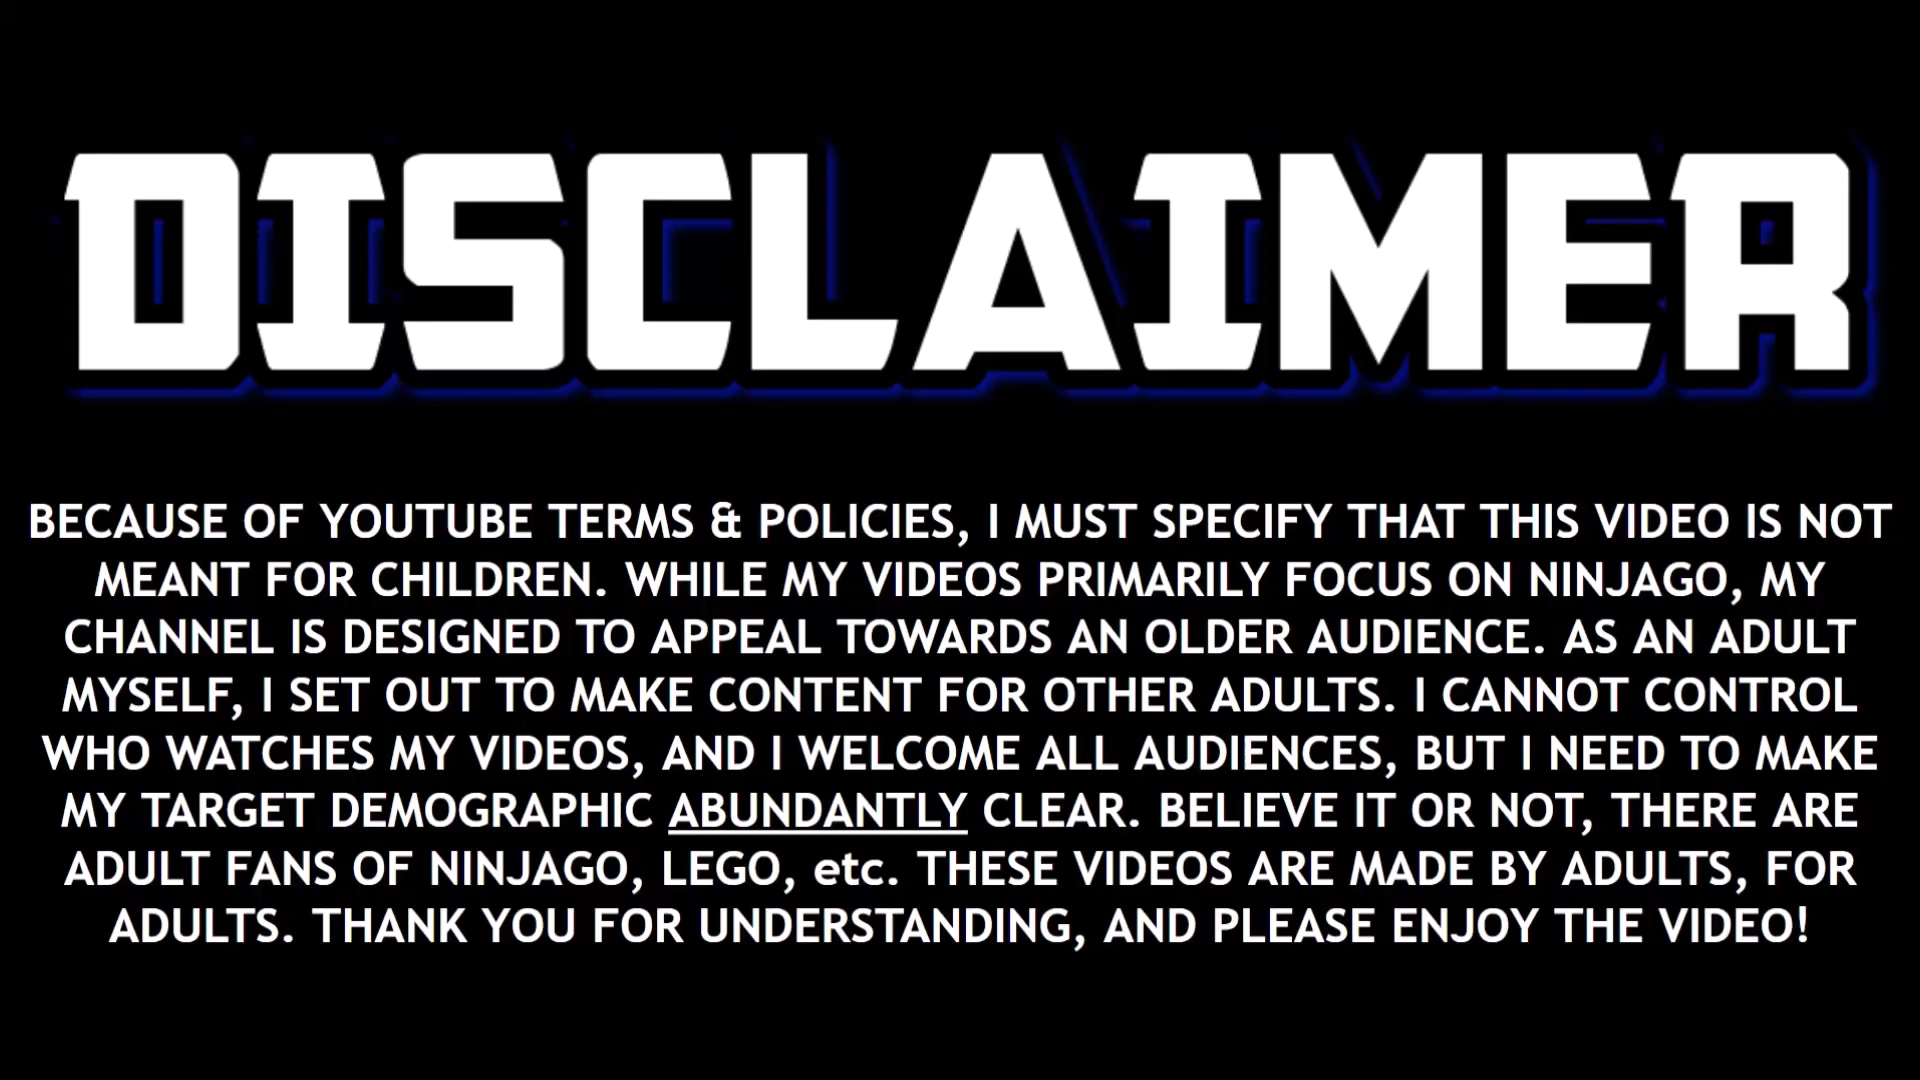 DISCLAIMER
BECAUSE OF YOUTUBE TERMS & POLICIES, I MUST SPECIFY THAT THIS VIDEO IS NOT
MEANT FOR CHILDREN. WHILE MY VIDEOS PRIMARILY FOCUS ON NINJAGO, MY
CHANNEL IS DESIGNED TO APPEAL TOWARDS AN OLDER AUDIENCE. AS AN ADULT
MYSELF, I SET OUT TO MAKE CONTENT FOR OTHER ADULTS. I CANNOT CONTROL
WHO WATCHES MY VIDEOS, AND I WELCOME ALL AUDIENCES, BUT I NEED TO MAKE
MY TARGET DEMOGRAPHIC ABUNDANTLY CLEAR. BELIEVE IT OR NOT, THERE ARE
ADULT FANS OF NINJAGO, LEGO, etc. THESE VIDEOS ARE MADE BY ADULTS, FOR
ADULTS. THANK YOU FOR UNDERSTANDING, AND PLEASE ENJOY THE VIDEO!